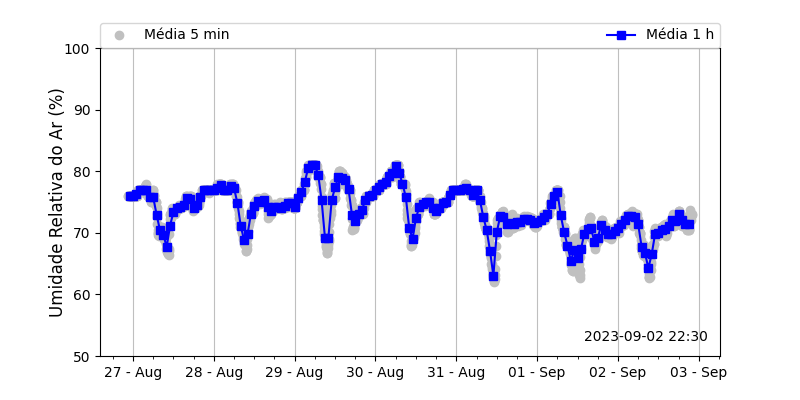 Média 5 min
Média 1 h
Umidade Relativa do Ar (%)
100
90
80
70
60
50
2023-09-02 22:30
27 - Aug
28 - Aug
29 - Aug
30 - Aug
31 - Aug
01 - Sep
02 - Sep
03 - Sep